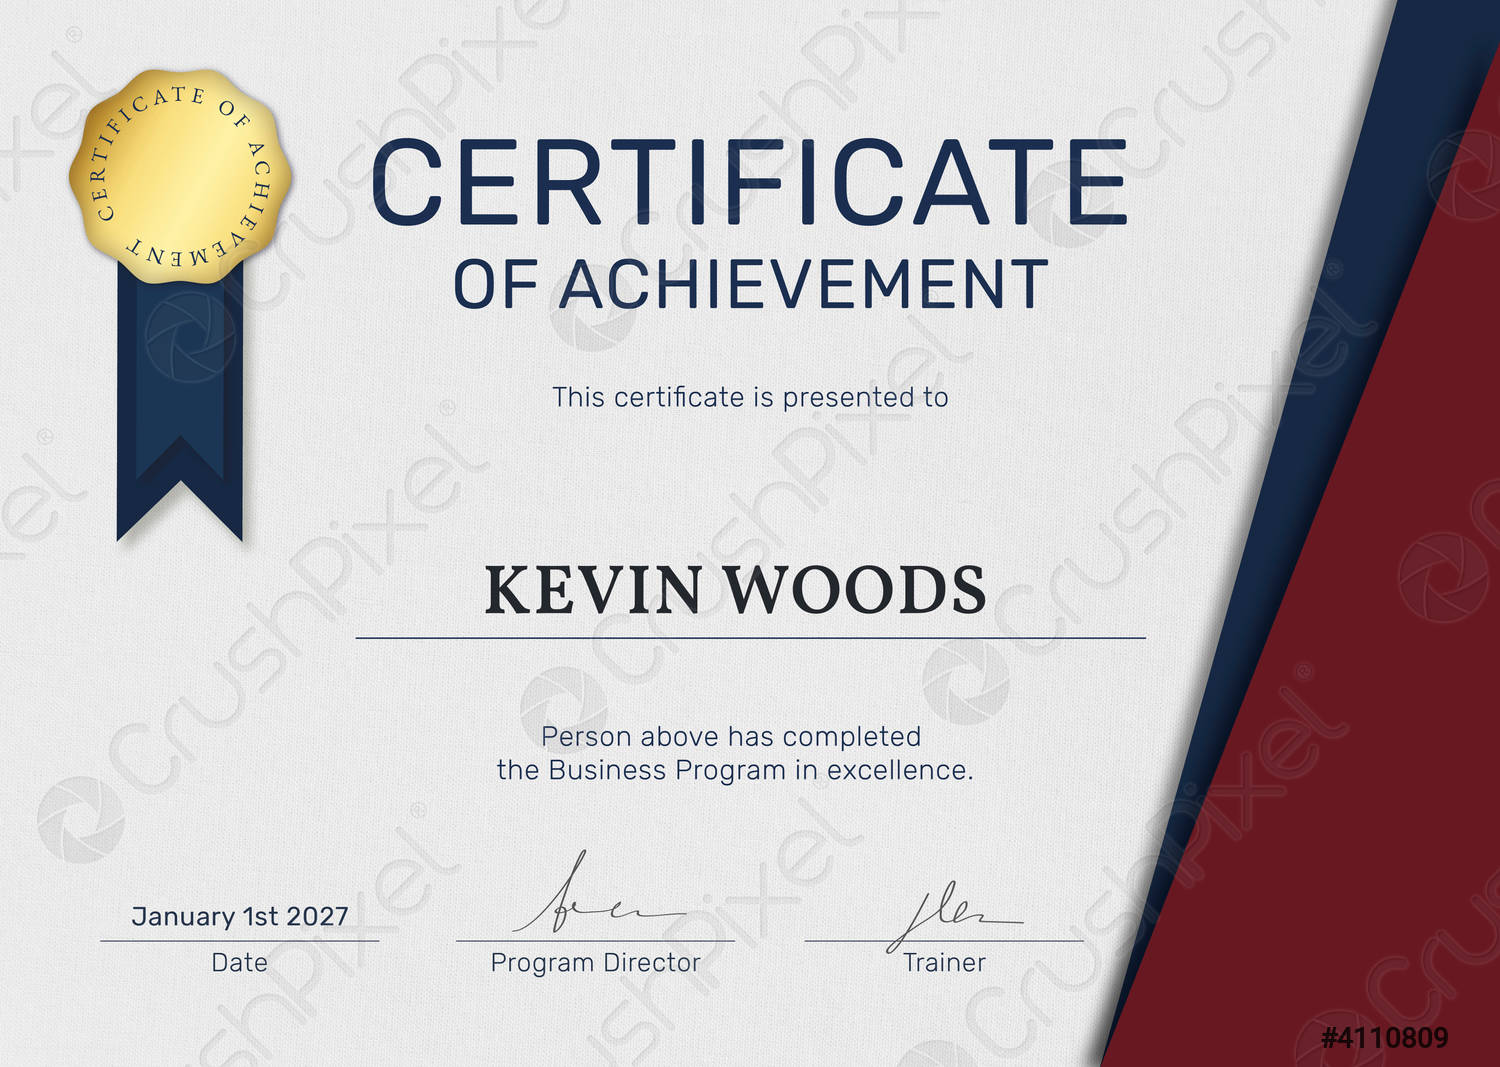 CERTIFICATE OF ACHIEVEMENT
CERTIFICATE
OF ACHIEVEMENT
This certificate is presented to
KEVIN WOODS
Person above has completed
the Business Program in excellence.
January 1st 2027
Date
Program Director
Trainer
CrushPixel
#4110809